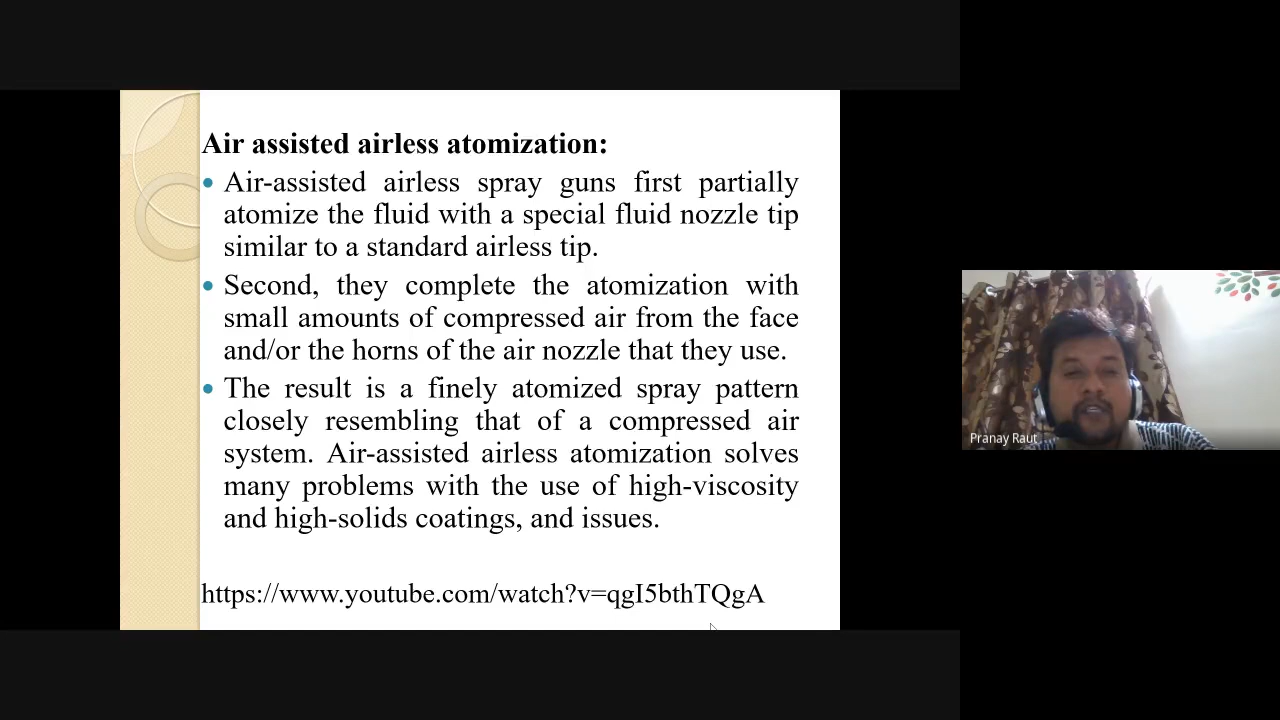 Air assisted airless atomization:
Air-assisted airless spray guns first partially
atomize the fluid with a special fluid nozzle tip
similar to a standard airless tip.
Second, they complete the atomization with
small amounts of compressed air from the face
and/or the horns of the air nozzle that they use.
The result is a finely atomized spray pattern
closely resembling that of a compressed air
system. Air-assisted airless atomization solves
many problems with the use of high-viscosity
and high-solids coatings, and issues.
https://www.youtube.com/watch?v=qgI5bthTQgA
Pranay Raut